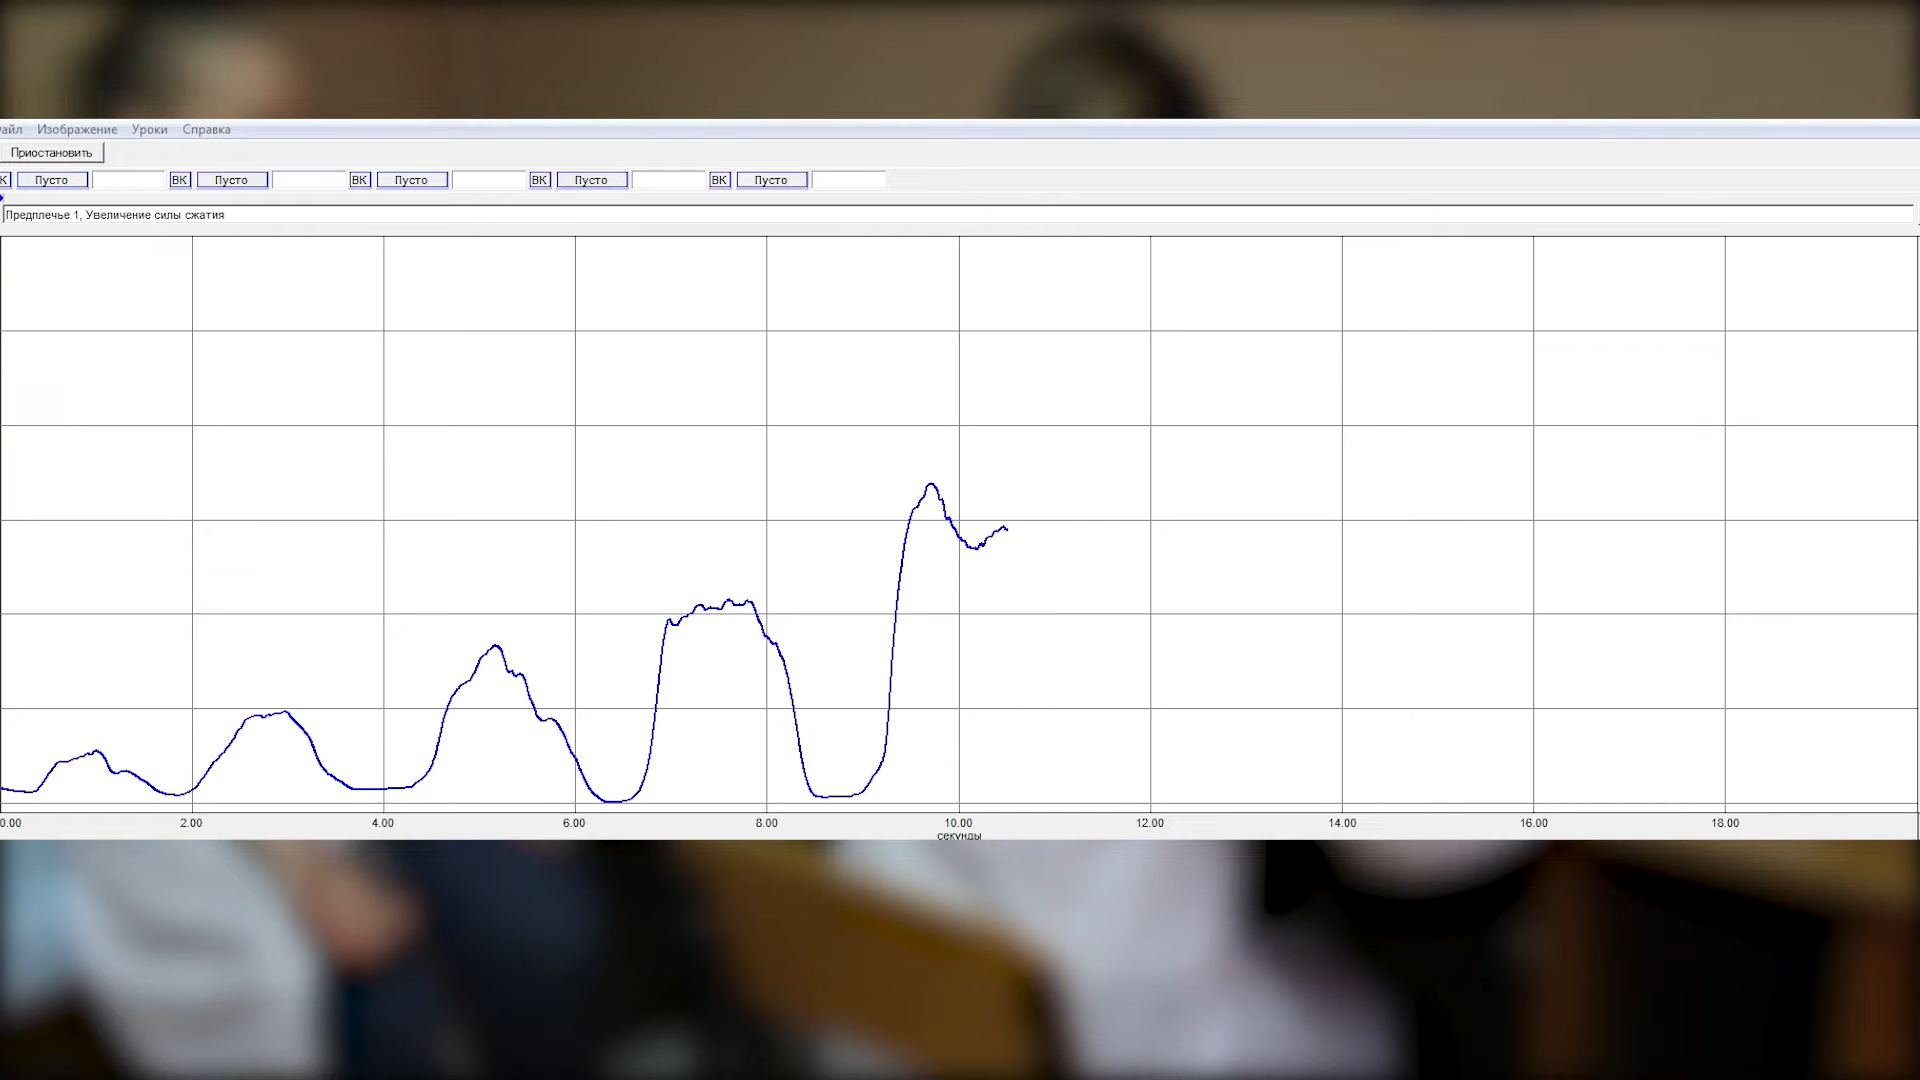 Изображение Уроки Справка
Приостановить
Пусто ВК Пусто ВК Пусто ВК Пусто ВК Пусто
Предплечье 1, Увеличение силы сжатия
0.00 2.00 4.00 6.00 8.00 10.00 12.00 14.00 16.00 18.00
секунды